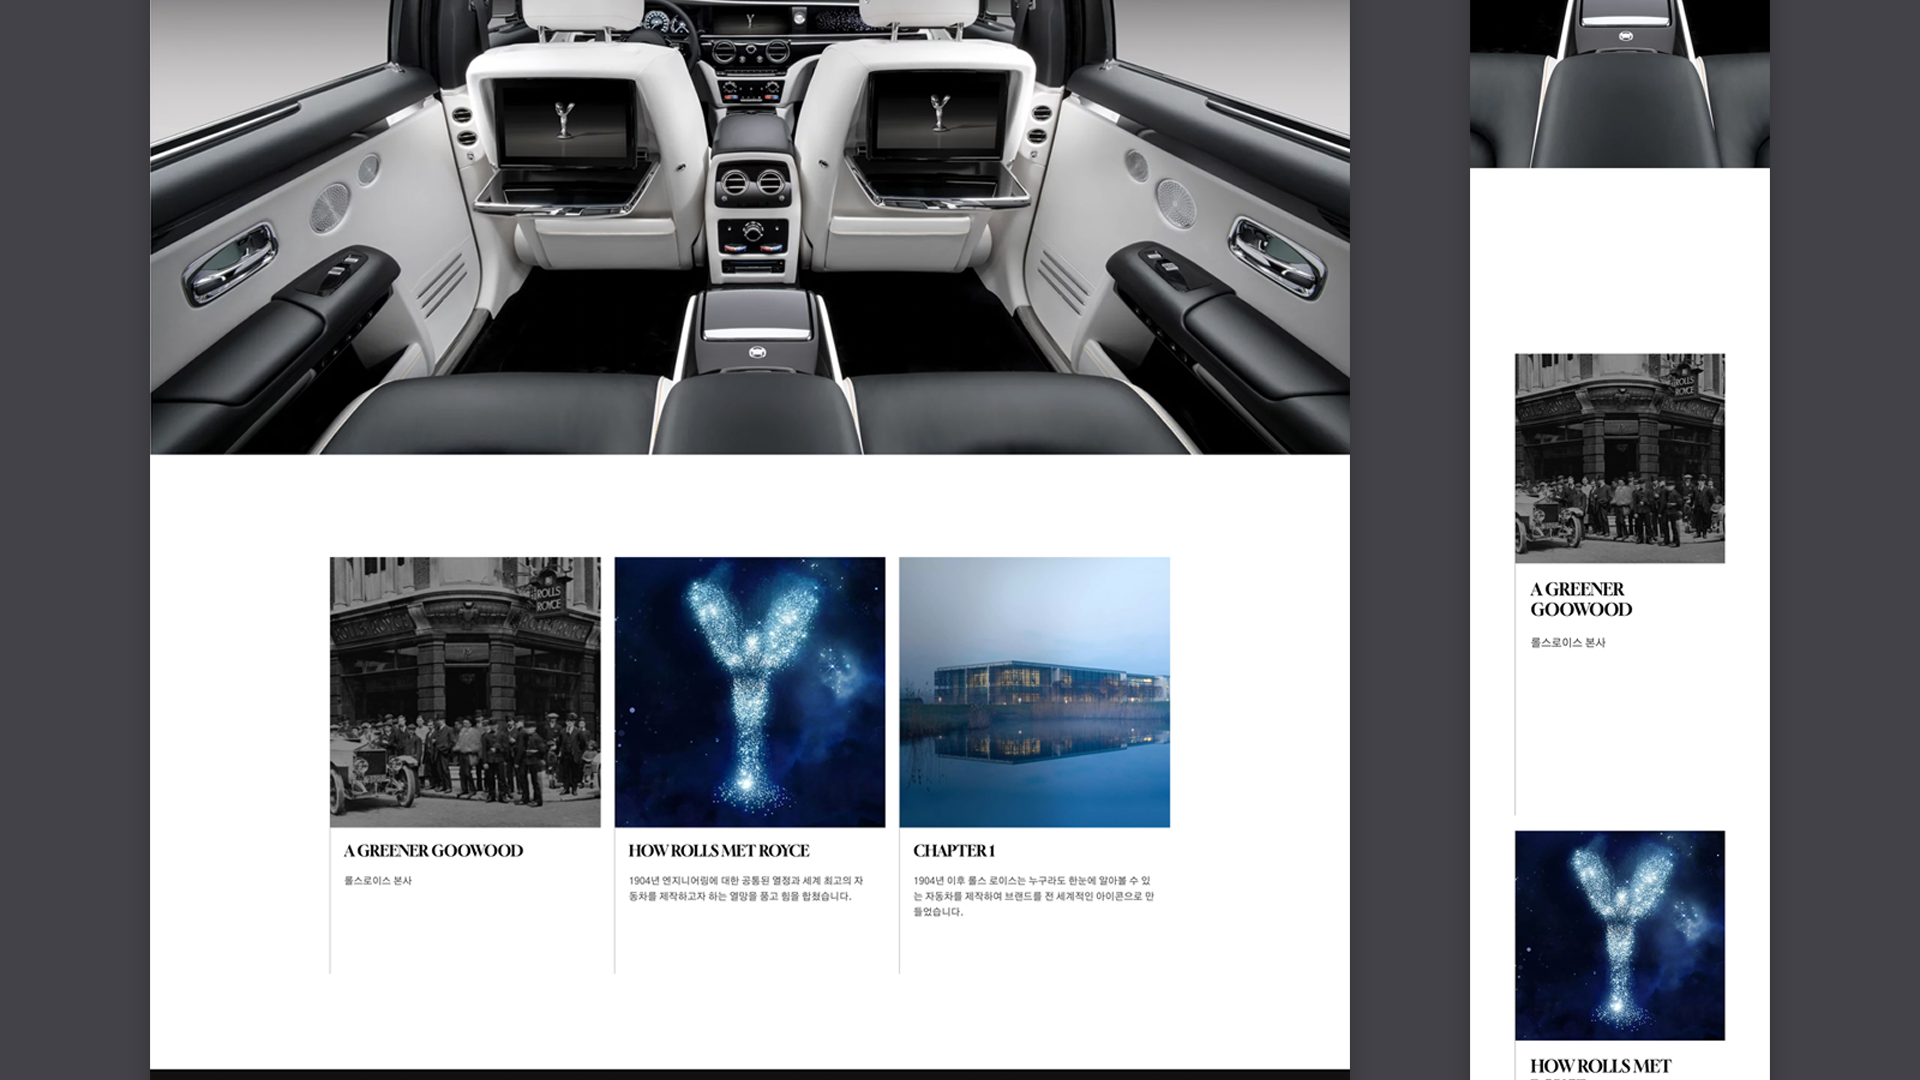 ROLLS
ROYCE
A GREENER GOOWOOD
롤스로이스 본사
HOW ROLLS MET ROYCE
1904년 엔지니어링에 대한 공통된 열정과 세계 최고의 자
동차를 제작하고자 하는 열망을 품고 힘을 합쳤습니다.
CHAPTER 1
1904년 이후 롤스 로이스는 누구라도 한눈에 알아볼 수 있
는 자동차를 제작하여 브랜드를 전 세계적인 아이콘으로 만
들었습니다.
ROLLS
ROYCE
A GREENER
GOOWOOD
롤스로이스 본사
HOW ROLLS MET